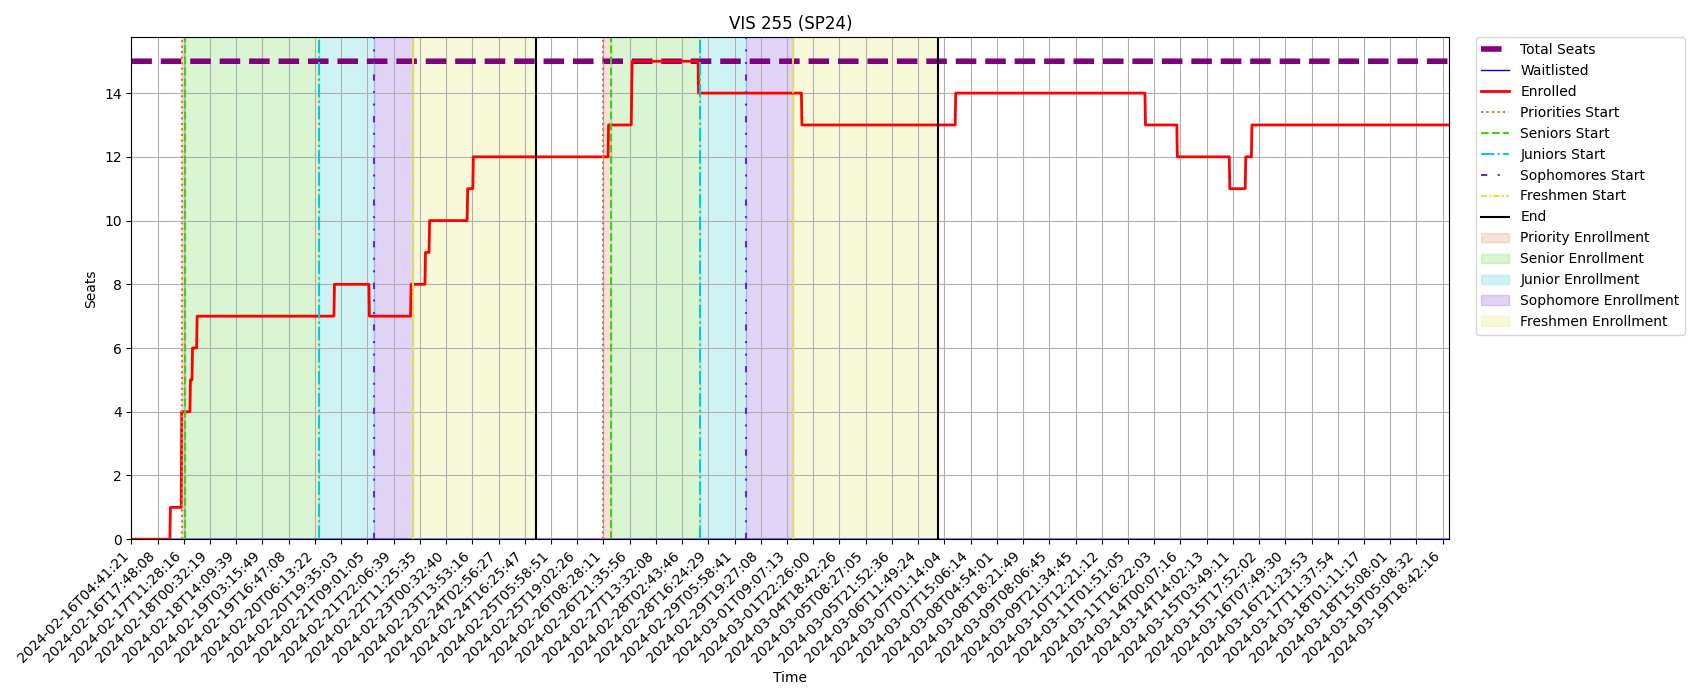 VIS 255 (SP24)
Total Seats
Waitlisted
Enrolled
Priorities Start
Seniors Start
Juniors Start
Sophomores Start
Freshmen Start
End
Priority Enrollment
Senior Enrollment
Junior Enrollment
Sophomore Enrollment
Freshmen Enrollment
Seats
14
12
10
8
6
4
2
0
2024-02-16T04:41:21
2024-02-16T17:48:08
2024-02-17T11:28:16
2024-02-18T00:32:19
2024-02-18T14:09:39
2024-02-19T03:15:49
2024-02-19T16:47:08
2024-02-20T06:13:22
2024-02-20T19:35:03
2024-02-21T09:01:05
2024-02-21T22:06:39
2024-02-22T11:25:35
2024-02-23T00:32:40
2024-02-23T13:53:16
2024-02-24T02:56:27
2024-02-24T16:25:47
2024-02-25T05:58:51
2024-02-25T19:02:26
2024-02-26T08:28:11
2024-02-26T21:35:56
2024-02-27T13:32:08
2024-02-28T02:43:46
2024-02-28T16:24:29
2024-02-29T05:58:41
2024-02-29T19:27:08
2024-03-01T09:07:13
2024-03-01T22:26:00
2024-03-04T18:42:26
2024-03-05T08:27:05
2024-03-05T21:52:36
2024-03-06T11:49:24
2024-03-07T01:14:04
2024-03-07T15:06:14
2024-03-08T04:54:01
2024-03-08T18:21:49
2024-03-09T08:06:45
2024-03-09T21:34:45
2024-03-10T12:21:12
2024-03-11T01:51:05
2024-03-11T16:22:03
2024-03-14T00:07:16
2024-03-14T14:02:13
2024-03-15T03:49:11
2024-03-15T17:52:02
2024-03-16T07:49:30
2024-03-16T21:23:53
2024-03-17T11:37:54
2024-03-18T01:11:17
2024-03-18T15:08:01
2024-03-19T05:08:32
2024-03-19T18:42:16
Time